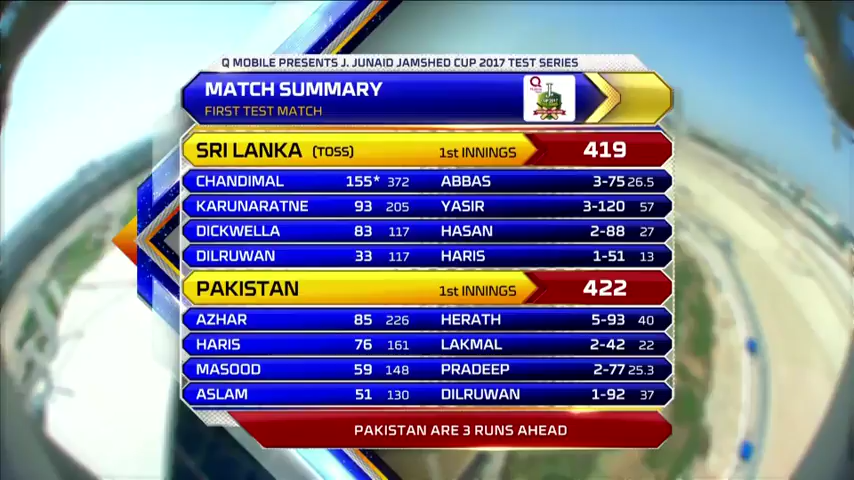 Q MOBILE PRESENTS J. JUNAID JAMSHED CUP 2017 TEST SERIES
MATCH SUMMARY
FIRST TEST MATCH
SRI LANKA (TOSS) 1st INNINGS 419
CHANDIMAL 155* 372 ABBAS 3-75 26.5
KARUNARATNE 93 205 YASIR 3-120 57
DICKWELLA 83 117 HASAN 2-88 27
DILRUWAN 33 117 HARIS 1-51 13
PAKISTAN 1st INNINGS 422
AZHAR 85 226 HERATH 5-93 40
HARIS 76 161 LAKMAL 2-42 22
MASOOD 59 148 PRADEEP 2-77 25.3
ASLAM 51 130 DILRUWAN 1-92 37
PAKISTAN ARE 3 RUNS AHEAD